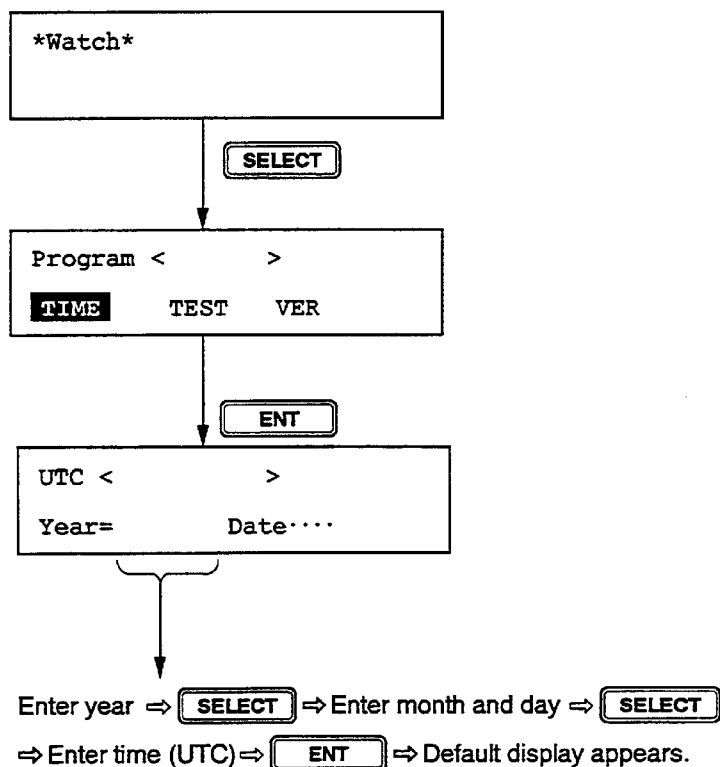 *Watch*
SELECT
Program < >
TIME TEST VER
ENT
UTC < >
Year= Date····
Enter year ⇨ SELECT ⇨ Enter month and day ⇨ SELECT
⇨ Enter time (UTC) ⇨ ENT ⇨ Default display appears.